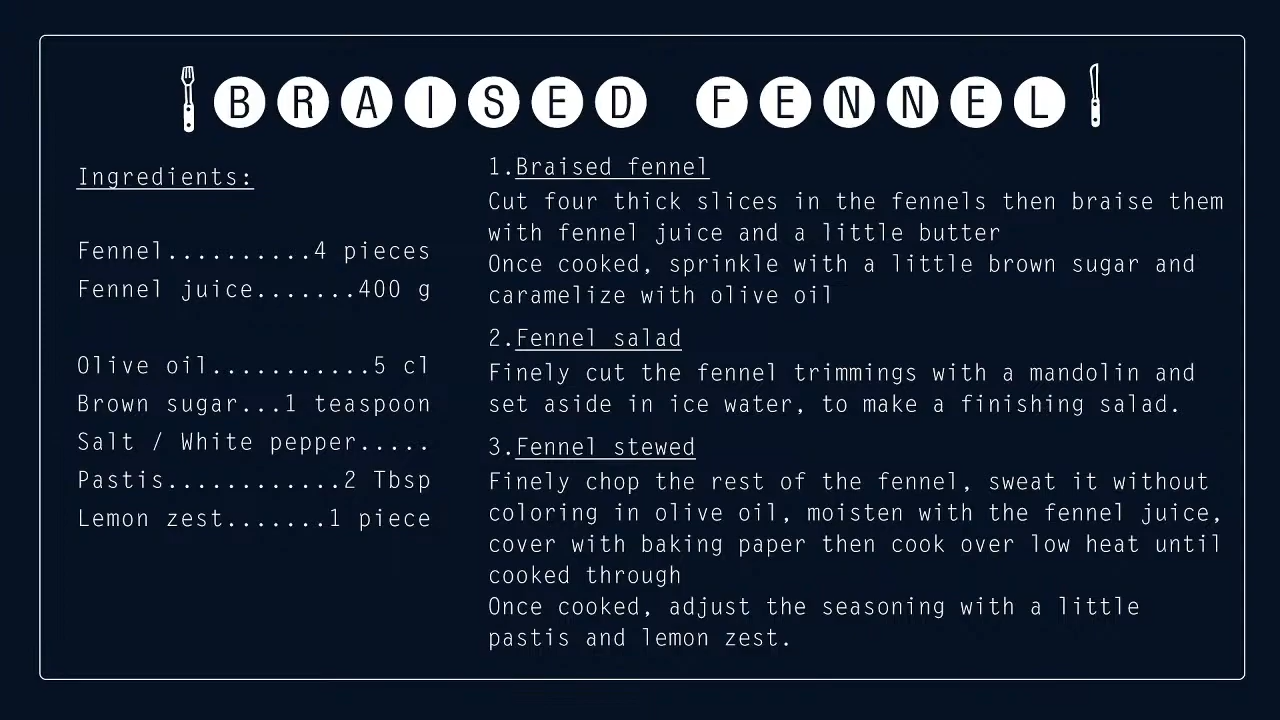 BRAISED FENNEL
Ingredients:
Fennel..........4 pieces
Fennel juice.......400 g
Olive oil...........5 cl
Brown sugar...1 teaspoon
Salt / White pepper.....
Pastis............2 Tbsp
Lemon zest.......1 piece
1.Braised fennel
Cut four thick slices in the fennels then braise them
with fennel juice and a little butter
Once cooked, sprinkle with a little brown sugar and
caramelize with olive oil
2.Fennel salad
Finely cut the fennel trimmings with a mandolin and
set aside in ice water, to make a finishing salad.
3.Fennel stewed
Finely chop the rest of the fennel, sweat it without
coloring in olive oil, moisten with the fennel juice,
cover with baking paper then cook over low heat until
cooked through
Once cooked, adjust the seasoning with a little
pastis and lemon zest.